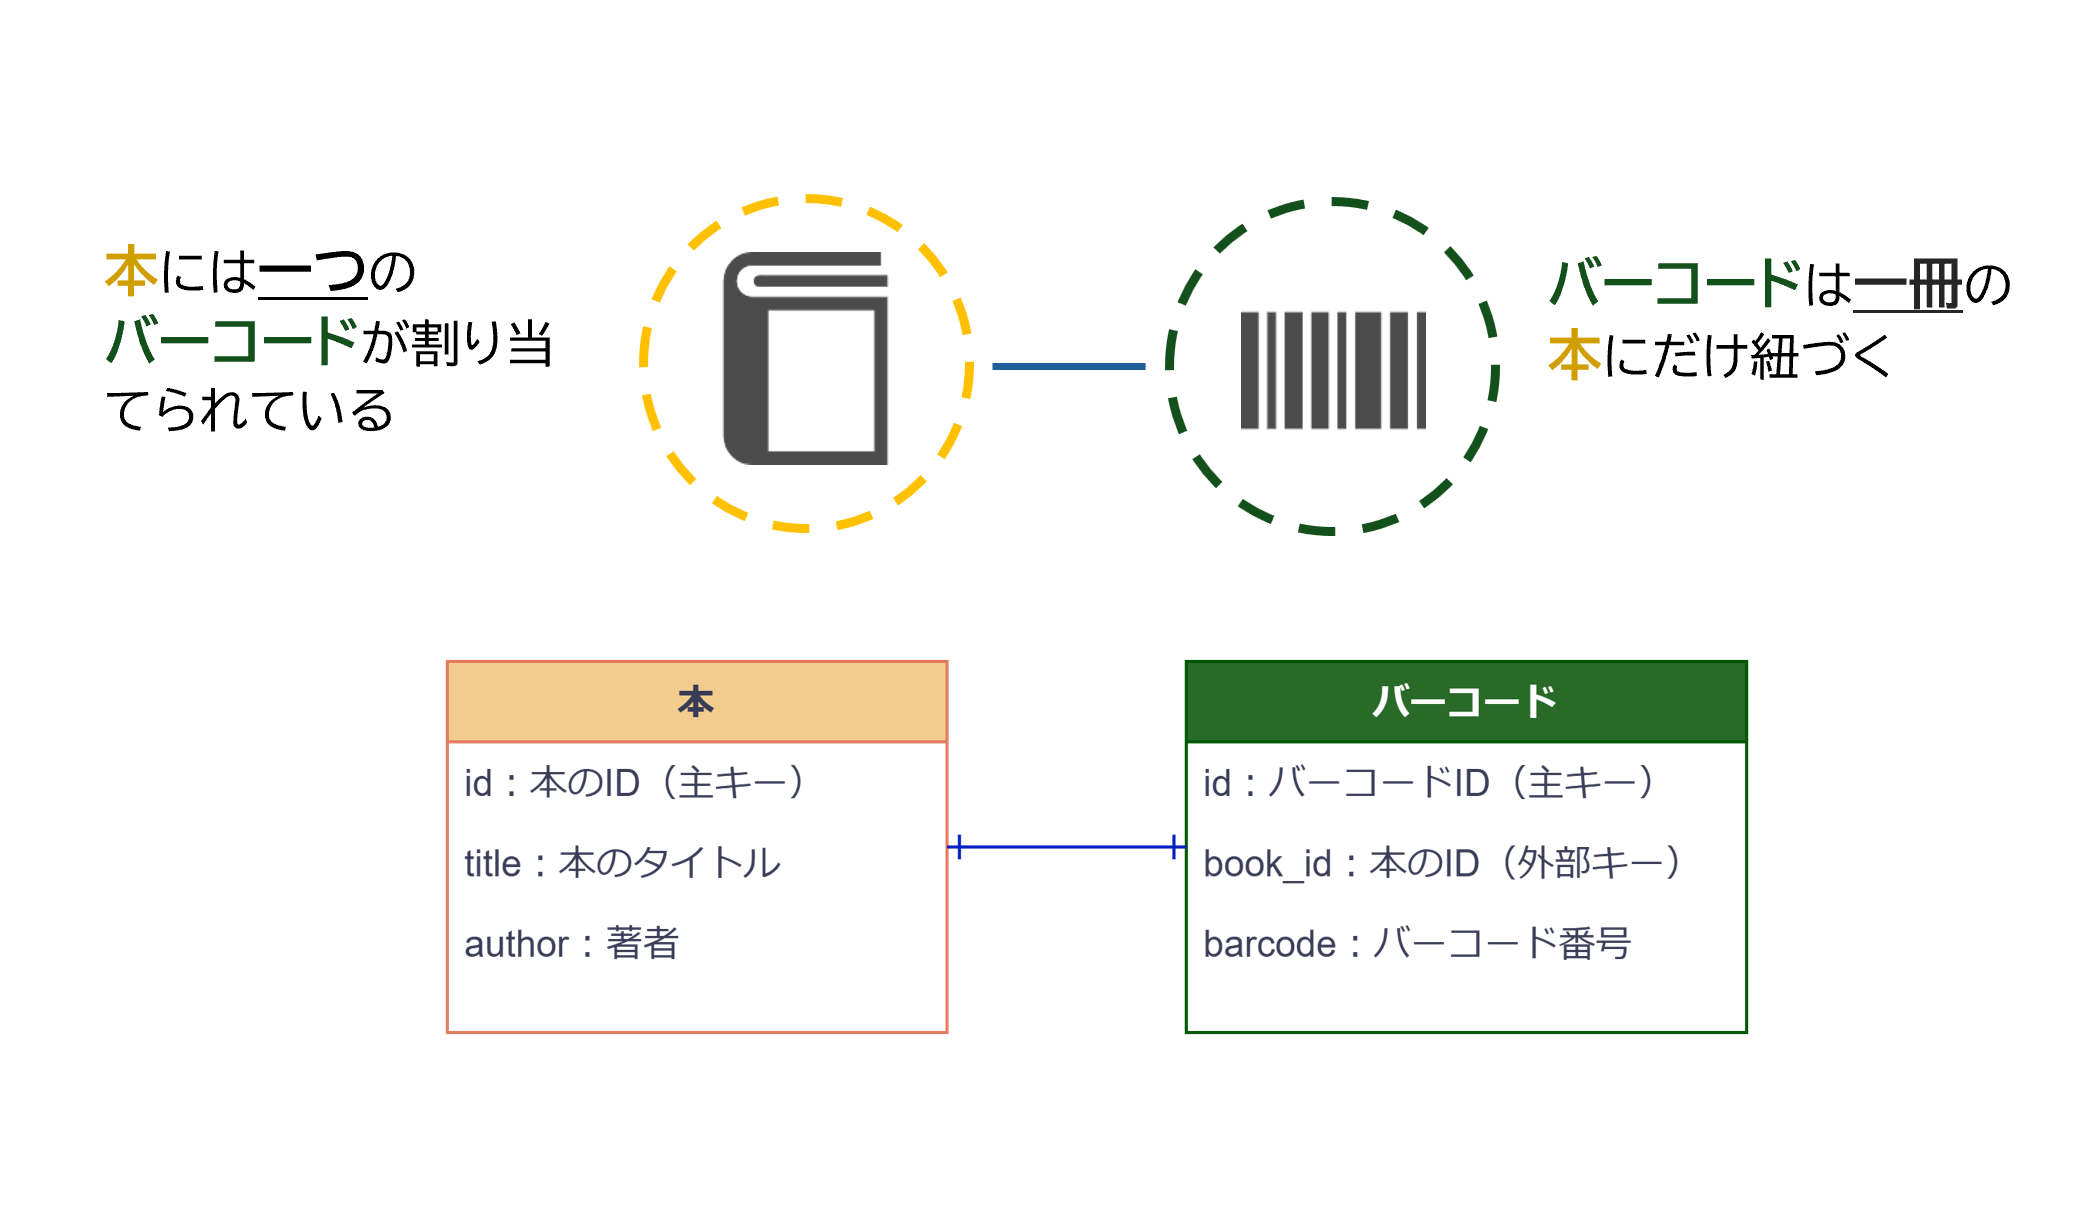 本には一つの
バーコードが割り当
てられている
バーコードは一冊の
本にだけ紐づく
本
id：本のID（主キー）
title：本のタイトル
author：著者
バーコード
id：バーコードID（主キー）
book_id：本のID（外部キー）
barcode：バーコード番号